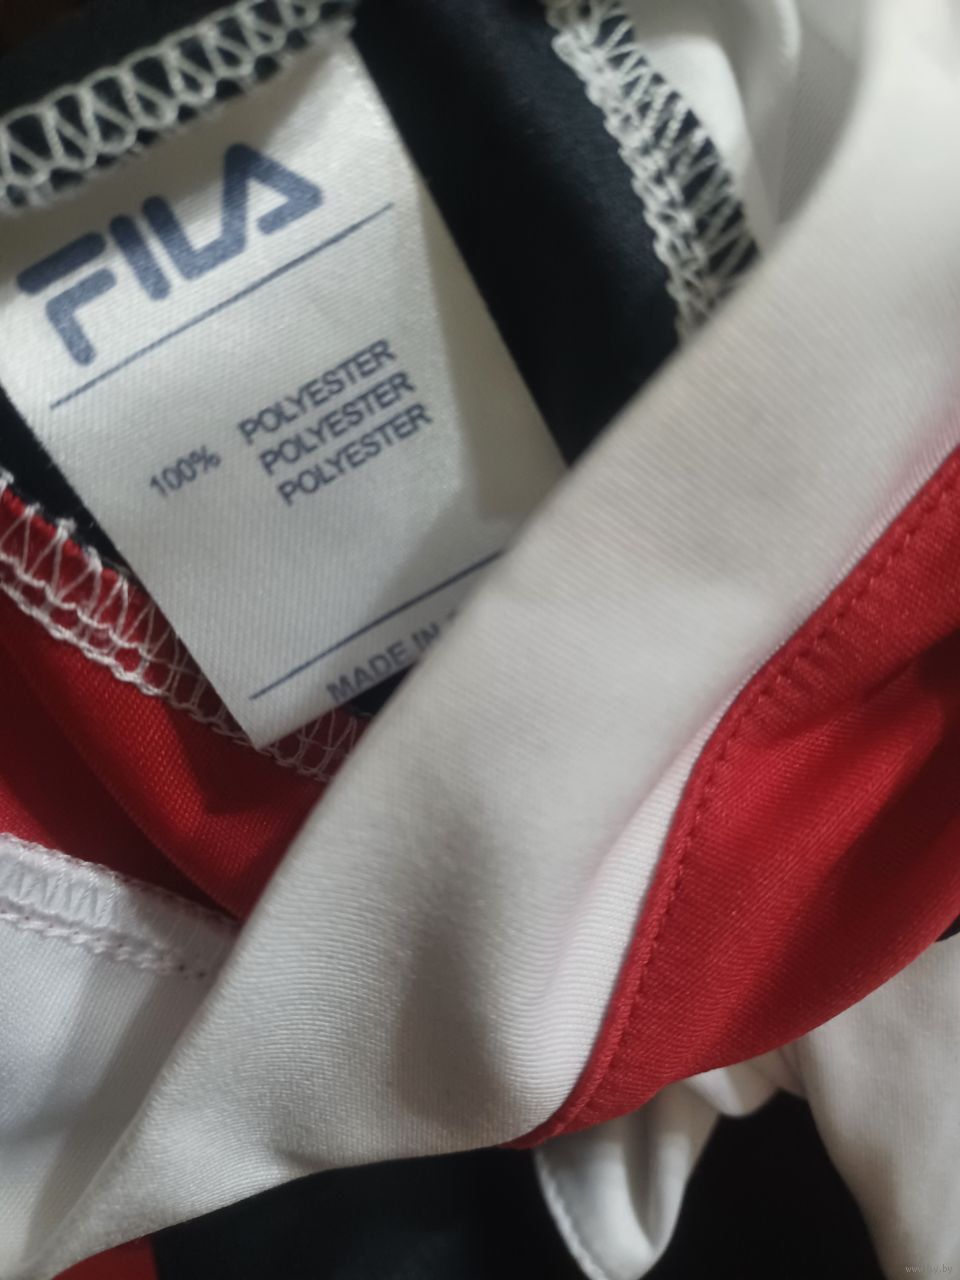 FILA
100% POLYESTER
POLYESTER
POLYESTER
MADE IN